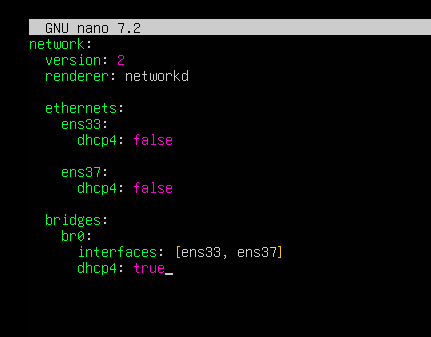 GNU nano 7.2
network:
  version: 2
  renderer: networkd

  ethernets:
    ens33:
      dhcp4: false

    ens37:
      dhcp4: false

  bridges:
    br0:
      interfaces: [ens33, ens37]
      dhcp4: true